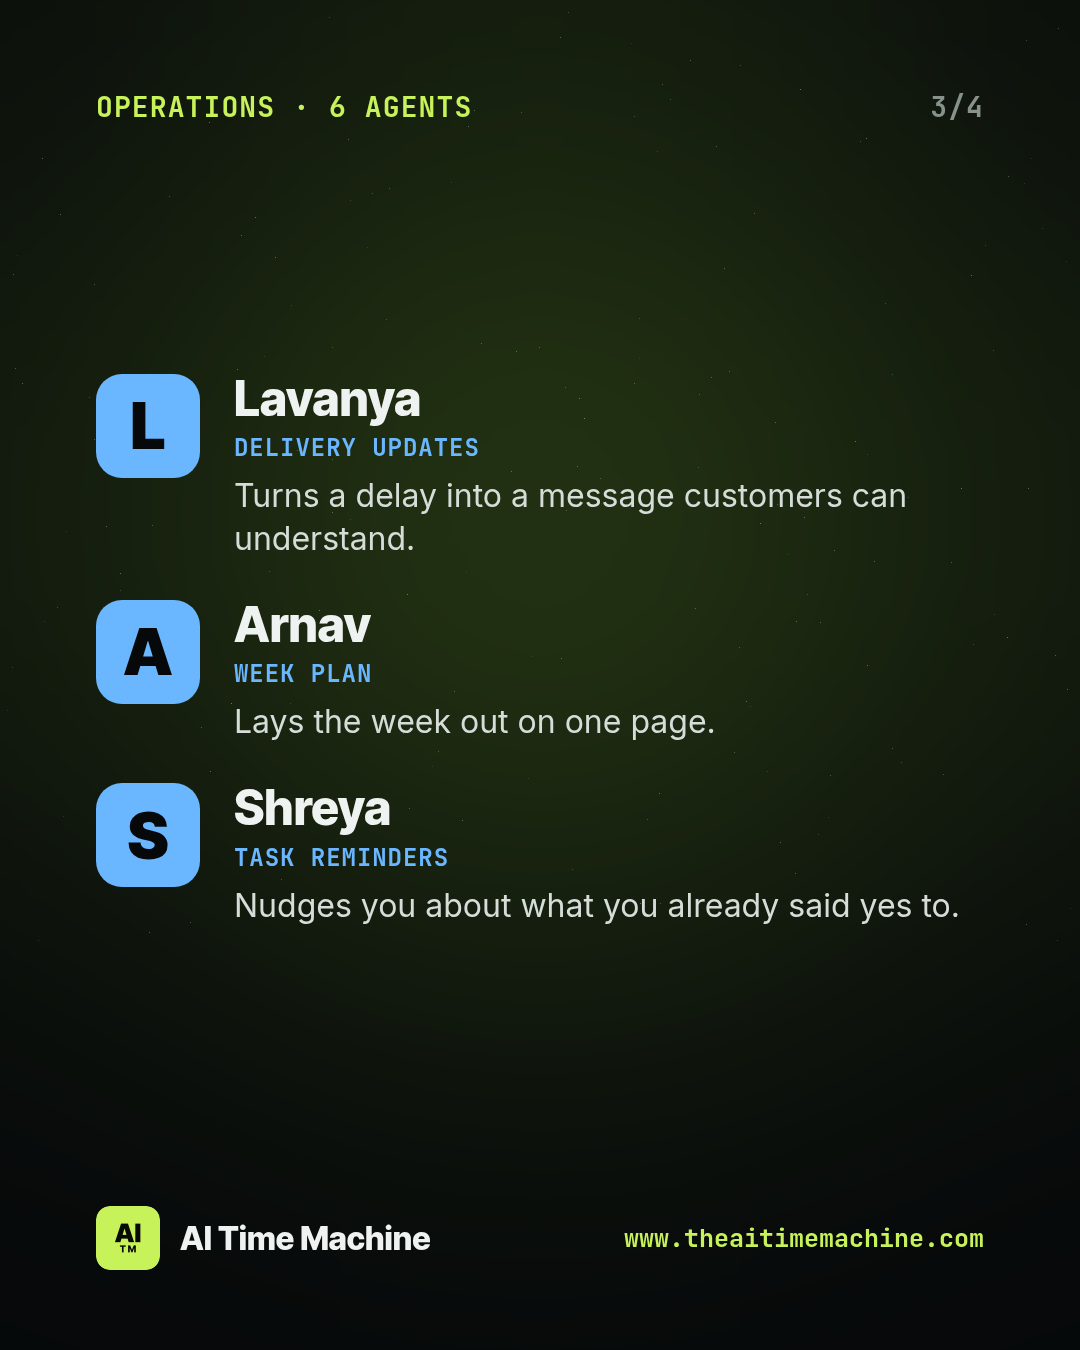 OPERATIONS · 6 AGENTS
3/4
L
Lavanya
DELIVERY UPDATES
Turns a delay into a message customers can
understand.
A
Arnav
WEEK PLAN
Lays the week out on one page.
S
Shreya
TASK REMINDERS
Nudges you about what you already said yes to.
AI
TM
AI Time Machine
www.theaitimemachine.com